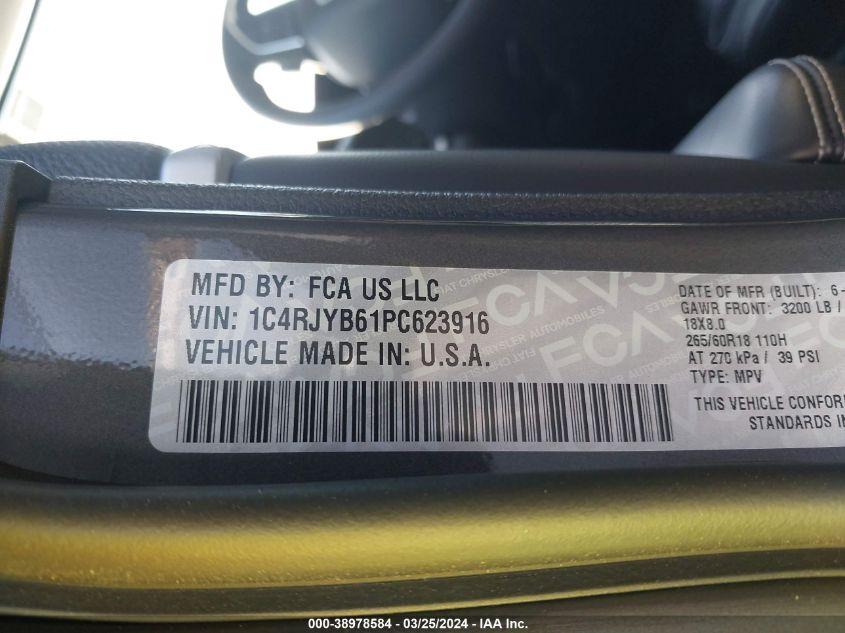 MFD BY: FCA US LLC
VIN: 1C4RJYB61PC623916
VEHICLE MADE IN: U.S.A.
DATE OF MFR (BUILT): 6-
GAWR FRONT: 3200 LB /
18X8.0
265/60R18 110H
AT 270 kPa / 39 PSI
TYPE: MPV
THIS VEHICLE CONFOR
STANDARDS IN
000-38978584 - 03/25/2024 - IAA Inc.